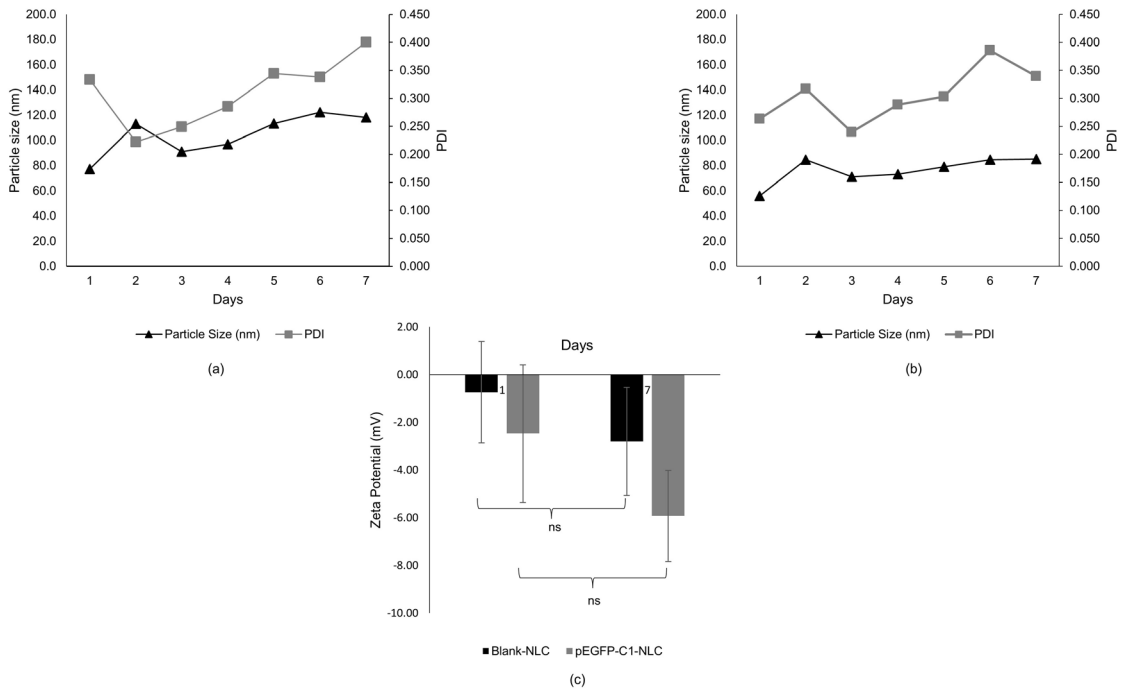 200.0
180.0
160.0
140.0
120.0
100.0
80.0
60.0
40.0
20.0
0.0
Particle size (nm)
0.450
0.400
0.350
0.300
0.250
0.200
0.150
0.100
0.050
0.000
PDI
1 2 3 4 5 6 7
Days
Particle Size (nm) PDI
(a)
200.0
180.0
160.0
140.0
120.0
100.0
80.0
60.0
40.0
20.0
0.0
Particle size (nm)
0.450
0.400
0.350
0.300
0.250
0.200
0.150
0.100
0.050
0.000
PDI
1 2 3 4 5 6 7
Days
Particle Size (nm) PDI
(b)
2.00
0.00
-2.00
-4.00
-6.00
-8.00
-10.00
Zeta Potential (mV)
Days
1 7
ns
ns
Blank-NLC pEGFP-C1-NLC
(c)